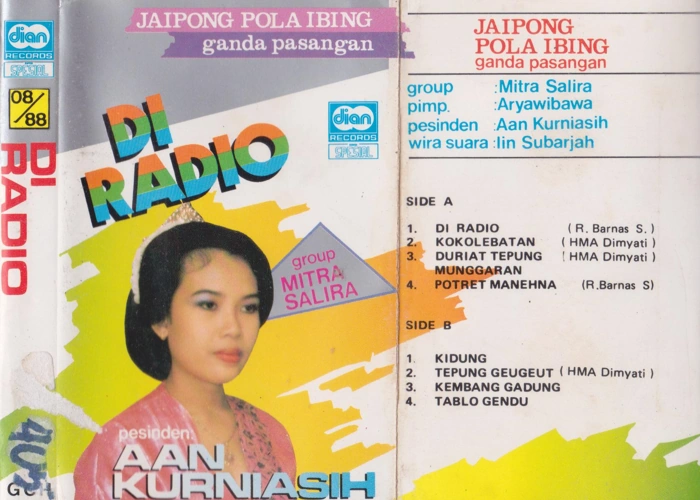 dian
RECORDS
SPESIAL
08/88
DI RADIO
JAIPONG POLA IBING
ganda pasangan
DI
RADIO
dian
RECORDS
SPESIAL
group
MITRA
SALIRA
pesinden:
AAN
KURNIASIH
JAIPONG
POLA IBING
ganda pasangan
group :Mitra Salira
pimp. :Aryawibawa
pesinden :Aan Kurniasih
wira suara :Iin Subarjah
SIDE A
1. DI RADIO (R. Barnas S.)
2. KOKOLEBATAN (HMA Dimyati)
3. DURIAT TEPUNG (HMA Dimyati)
MUNGGARAN
4. POTRET MANEHNA (R.Barnas S)
SIDE B
1. KIDUNG
2. TEPUNG GEUGEUT (HMA Dimyati)
3. KEMBANG GADUNG
4. TABLO GENDU